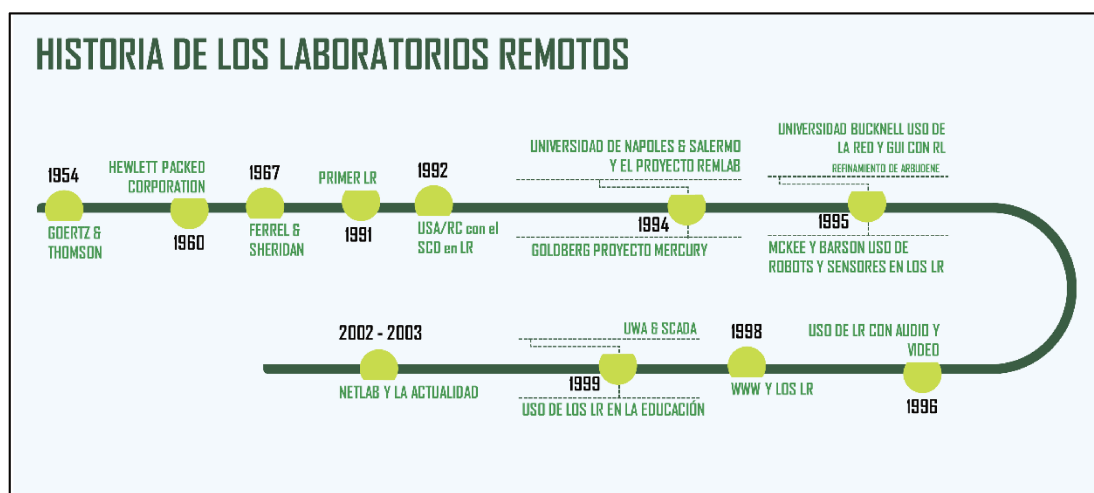 HISTORIA DE LOS LABORATORIOS REMOTOS
1954
GOERTZ &
THOMSON
HEWLETT PACKED
CORPORATION
1960
1967
FERREL &
SHERIDAN
PRIMER LR
1991
1992
USA/RC con el
SCD en LR
UNIVERSIDAD DE NAPOLES & SALERMO
Y EL PROYECTO REMLAB
1994
GOLDBERG PROYECTO MERCURY
UNIVERSIDAD BUCKNELL USO DE
LA RED Y GUI CON RL
REFINAMIENTO DE ARBUDENE
1995
MCKEE Y BARSON USO DE
ROBOTS Y SENSORES EN LOS LR
USO DE LR CON AUDIO Y
VIDEO
1996
1998
WWW Y LOS LR
UWA & SCADA
1999
USO DE LOS LR EN LA EDUCACIÓN
2002 - 2003
NETLAB Y LA ACTUALIDAD